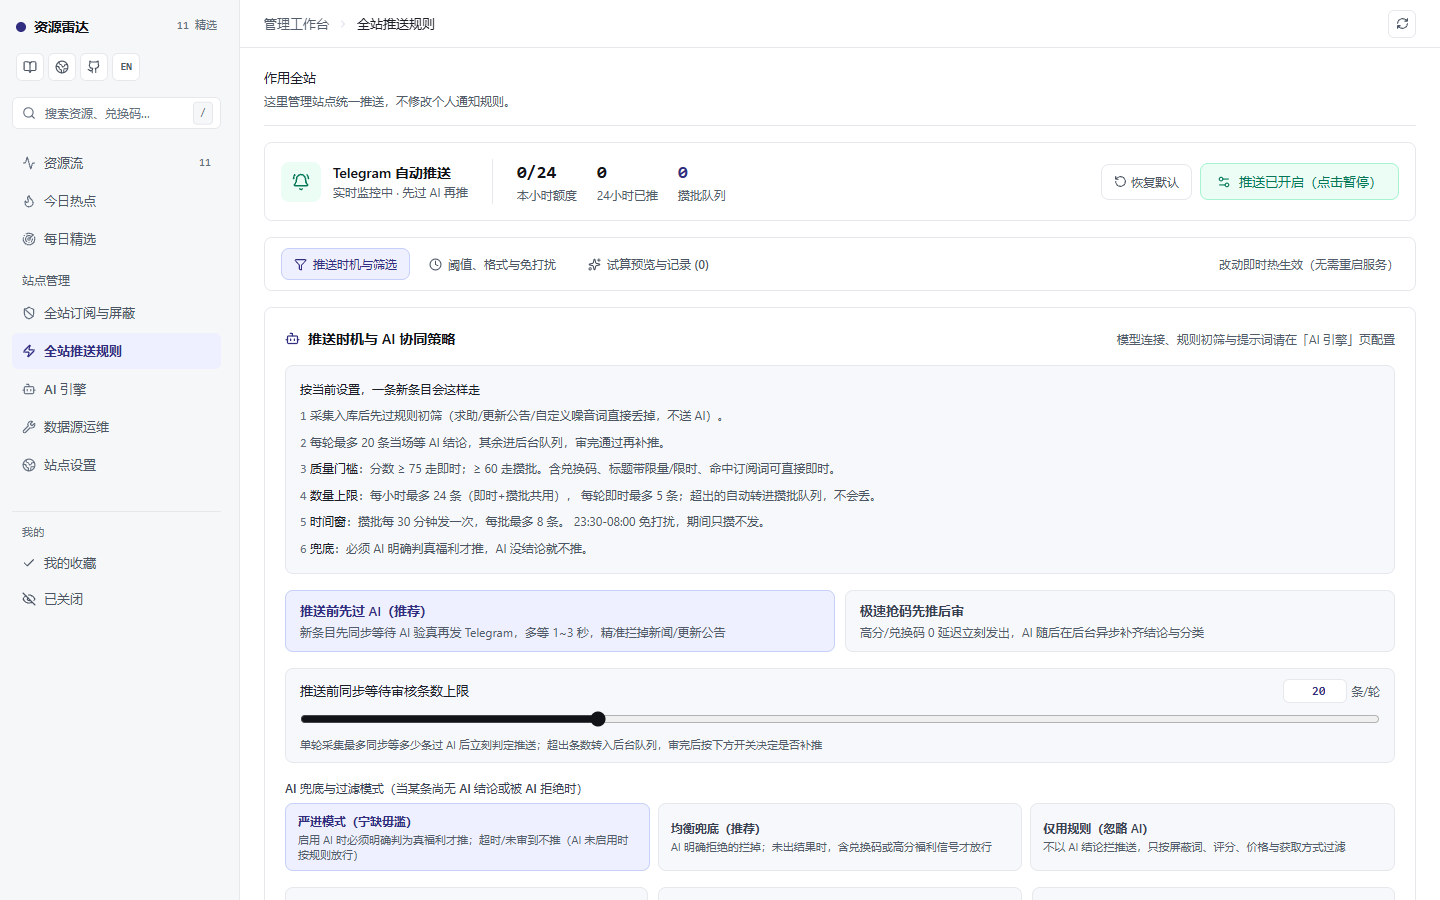 资源雷达
11 精选
EN
搜索资源、兑换码...
/
资源流
11
今日热点
每日精选
站点管理
全站订阅与屏蔽
全站推送规则
AI 引擎
数据源运维
站点设置
我的
我的收藏
已关闭
管理工作台
全站推送规则
作用全站
这里管理站点统一推送，不修改个人通知规则。
Telegram 自动推送
实时监控中 · 先过 AI 再推
0/24
本小时额度
0
24小时已推
0
攒批队列
恢复默认
推送已开启（点击暂停）
推送时机与筛选
阈值、格式与免打扰
试算预览与记录 (0)
改动即时热生效（无需重启服务）
推送时机与 AI 协同策略
模型连接、规则初筛与提示词请在「AI 引擎」页配置
按当前设置，一条新条目会这样走
1 采集入库后先过规则初筛（求助/更新公告/自定义噪音词直接丢掉，不送 AI）。
2 每轮最多 20 条当场等 AI 结论，其余进后台队列，审完通过再补推。
3 质量门槛：分数 ≥ 75 走即时；≥ 60 走攒批。含兑换码、标题带限量/限时、命中订阅词可直接即时。
4 数量上限：每小时最多 24 条（即时+攒批共用）， 每轮即时最多 5 条；超出的自动转进攒批队列，不会丢。
5 时间窗：攒批每 30 分钟发一次，每批最多 8 条。 23:30-08:00 免打扰，期间只攒不发。
6 兜底：必须 AI 明确判真福利才推，AI 没结论就不推。
推送前先过 AI（推荐）
新条目先同步等待 AI 验真再发 Telegram，多等 1~3 秒，精准拦掉新闻/更新公告
极速抢码先推后审
高分/兑换码 0 延迟立刻发出，AI 随后在后台异步补齐结论与分类
推送前同步等待审核条数上限
20 条/轮
单轮采集最多同步等多少条过 AI 后立刻判定推送；超出条数转入后台队列，审完后按下方开关决定是否补推
AI 兜底与过滤模式（当某条尚无 AI 结论或被 AI 拒绝时）
严进模式（宁缺毋滥）
启用 AI 时必须明确判为真福利才推；超时/未审到不推（AI 未启用时
按规则放行）
均衡兜底（推荐）
AI 明确拒绝的拦掉；未出结果时，含兑换码或高分福利信号才放行
仅用规则（忽略 AI）
不以 AI 结论拦推送，只按屏蔽词、评分、价格与获取方式过滤